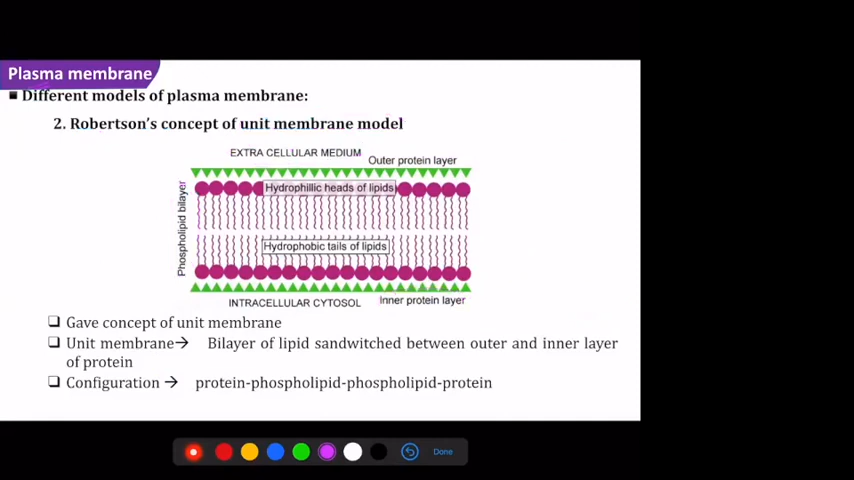 Plasma membrane
Different models of plasma membrane:
2. Robertson's concept of unit membrane model
EXTRA CELLULAR MEDIUM
Outer protein layer
Hydrophillic heads of lipids
Phospholipid bilayer
Hydrophobic tails of lipids
INTRACELLULAR CYTOSOL
Inner protein layer
Gave concept of unit membrane
Unit membrane→ Bilayer of lipid sandwitched between outer and inner layer
of protein
Configuration → protein-phospholipid-phospholipid-protein
Done